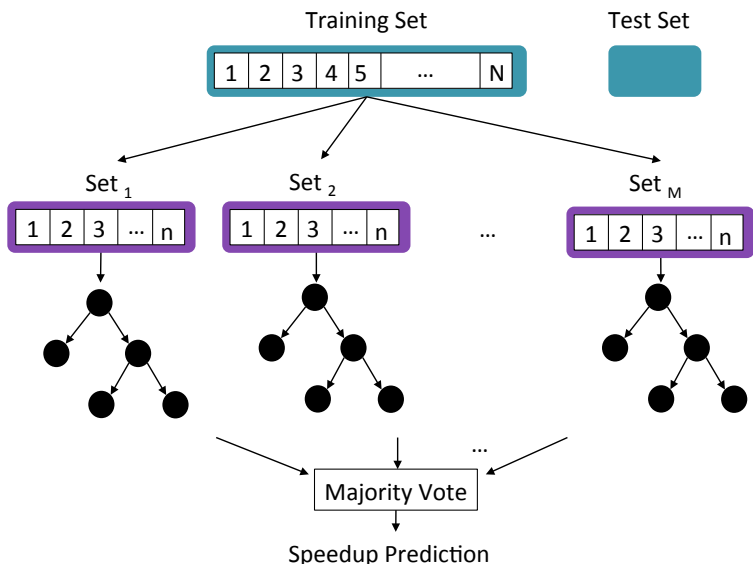 Training Set
Test Set
1 2 3 4 5 ... N
Set 1
Set 2
Set M
1 2 3 ... n
1 2 3 ... n
...
1 2 3 ... n
...
Majority Vote
Speedup Prediction